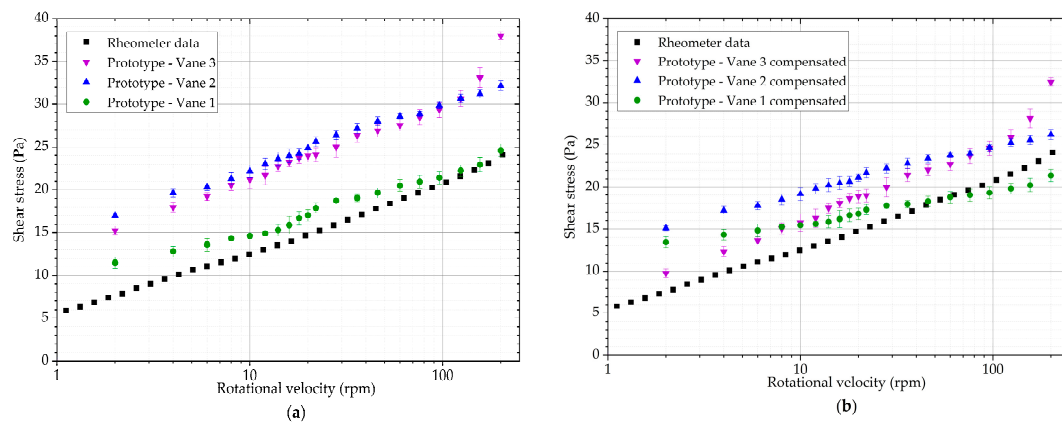 40
35
30
25
20
15
10
5
0
Shear stress (Pa)
Rheometer data
Prototype - Vane 3
Prototype - Vane 2
Prototype - Vane 1
1
10
100
Rotational velocity (rpm)
(a)
40
35
30
25
20
15
10
5
0
Shear stress (Pa)
Rheometer data
Prototype - Vane 3 compensated
Prototype - Vane 2 compensated
Prototype - Vane 1 compensated
1
10
100
Rotational velocity (rpm)
(b)